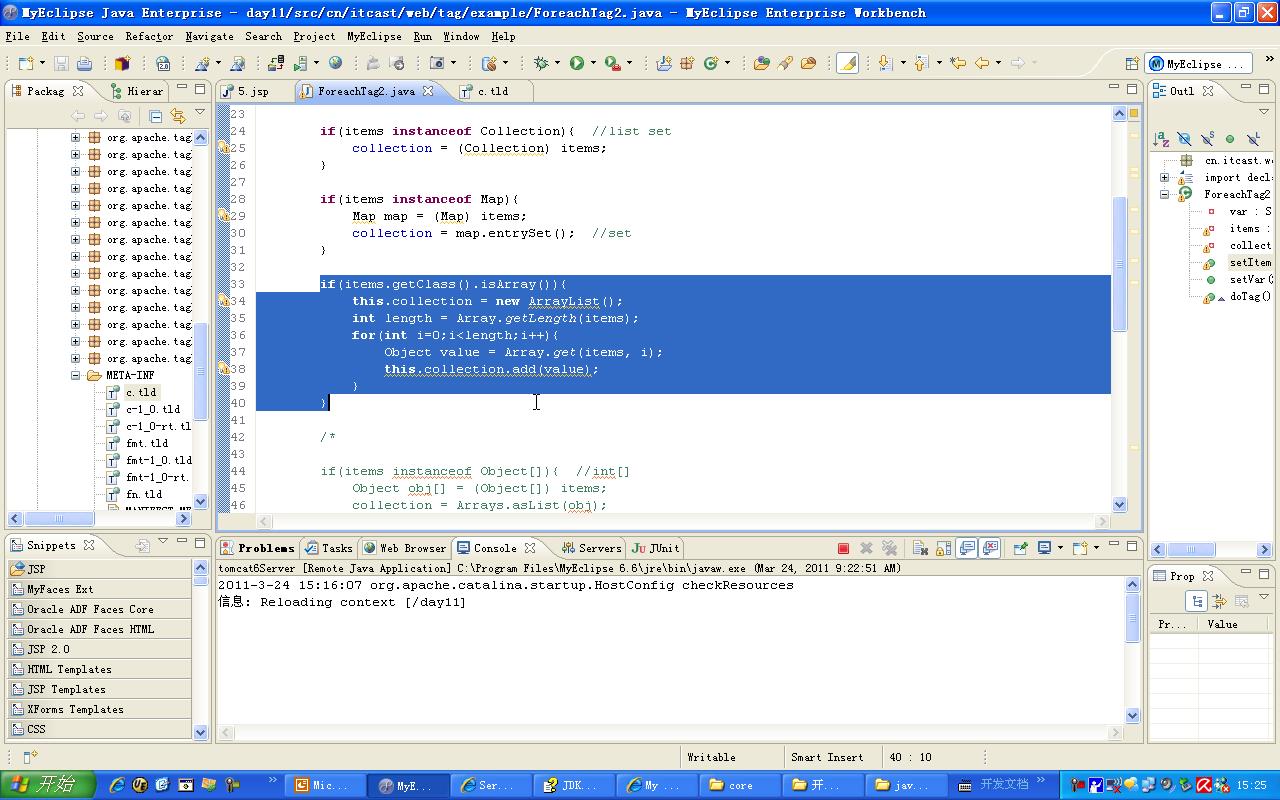 MyEclipse Java Enterprise - day11/src/cn/itcast/web/tag/example/ForeachTag2.java - MyEclipse Enterprise Workbench
File Edit Source Refactor Navigate Search Project MyEclipse Run Window Help
MyEclipse ...
Packag
Hierar
org.apache.tag
org.apache.tag
org.apache.tag
org.apache.tag
org.apache.tag
org.apache.tag
org.apache.tag
org.apache.tag
org.apache.tag
org.apache.tag
org.apache.tag
org.apache.tag
org.apache.tag
org.apache.tag
META-INF
c.tld
c-1_0.tld
c-1_0-rt.tl
fmt.tld
fmt-1_0.tld
fmt-1_0-rt.
fn.tld
MANIFEST.ME
5.jsp
ForeachTag2.java
c.tld
23
24 if(items instanceof Collection){ //list set
25 collection = (Collection) items;
26 }
27
28 if(items instanceof Map){
29 Map map = (Map) items;
30 collection = map.entrySet(); //set
31 }
32
33 if(items.getClass().isArray()){
34 this.collection = new ArrayList();
35 int length = Array.getLength(items);
36 for(int i=0;i<length;i++){
37 Object value = Array.get(items, i);
38 this.collection.add(value);
39 }
40 }
41
42 /*
43
44 if(items instanceof Object[]){ //int[]
45 Object obj[] = (Object[]) items;
46 collection = Arrays.asList(obj);
Outl
cn.itcast.we
import decla
ForeachTag2
var : S
items :
collect
setItem
setVar(S
doTag()
Snippets
JSP
MyFaces Ext
Oracle ADF Faces Core
Oracle ADF Faces HTML
JSP 2.0
HTML Templates
JSP Templates
XForms Templates
CSS
Problems Tasks Web Browser Console Servers JUnit
tomcat6Server [Remote Java Application] C:\Program Files\MyEclipse 6.6\jre\bin\javaw.exe (Mar 24, 2011 9:22:51 AM)
2011-3-24 15:16:07 org.apache.catalina.startup.HostConfig checkResources
信息: Reloading context [/day11]
Prop
Pr... Value
Writable
Smart Insert
40 : 10
开始
Mic...
MyE...
Ser...
JDK...
My ...
core
开...
jav...
开发文档
15:25